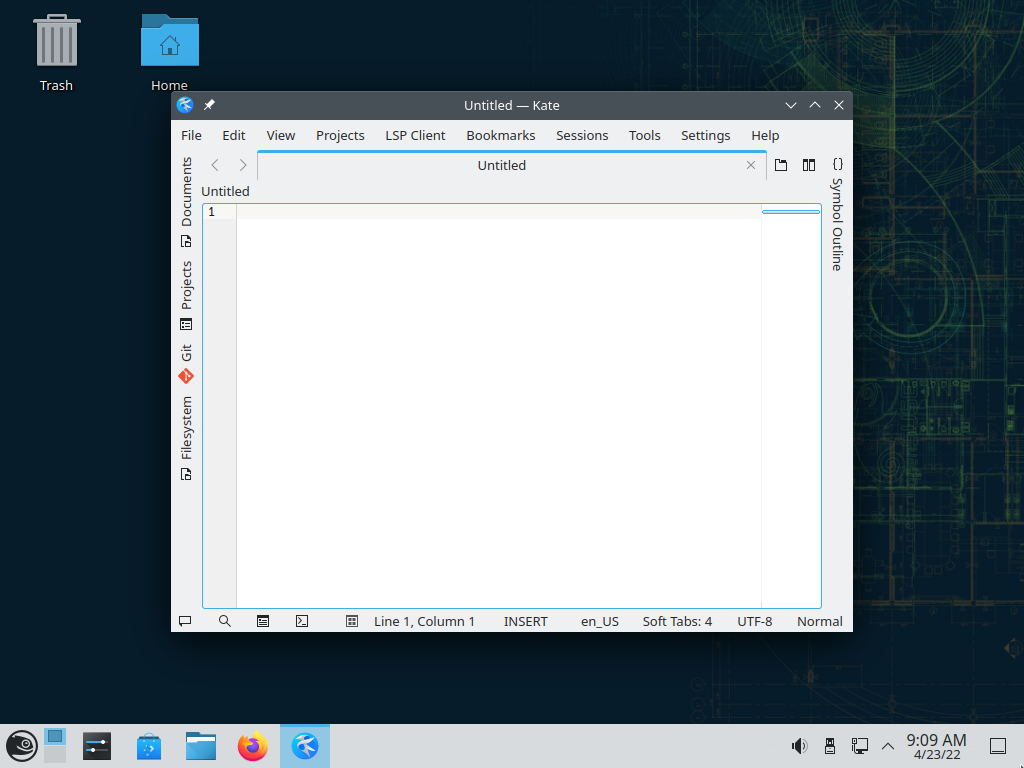 Trash
Home
Untitled — Kate
File Edit View Projects LSP Client Bookmarks Sessions Tools Settings Help
Untitled
Untitled
1
Documents
Projects
Git
Filesystem
{} Symbol Outline
Line 1, Column 1 INSERT en_US Soft Tabs: 4 UTF-8 Normal
9:09 AM
4/23/22